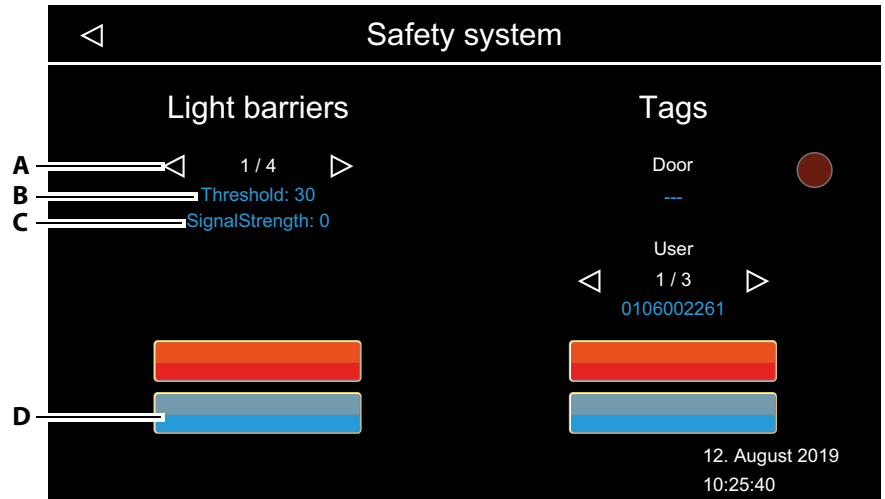 Safety system
Light barriers
A
1 / 4
B
Threshold: 30
C
SignalStrength: 0
D
Tags
Door
---
User
1 / 3
0106002261
12. August 2019
10:25:40